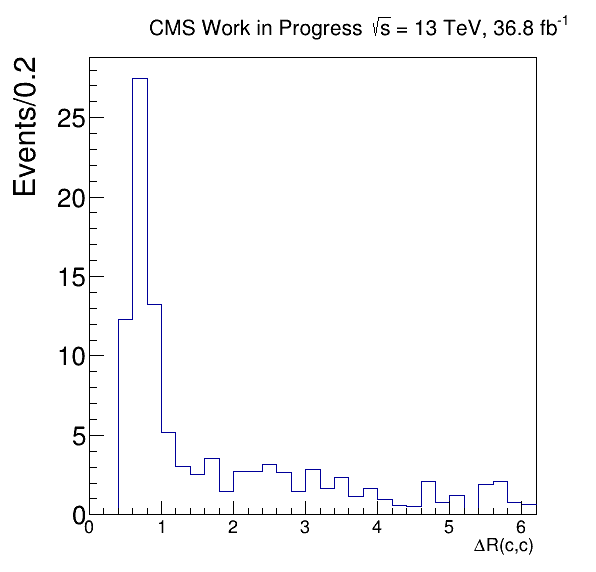 CMS Work in Progress √s = 13 TeV, 36.8 fb⁻¹
Events/0.2
25
20
15
10
5
0
0 1 2 3 4 5 6
ΔR(c,c)